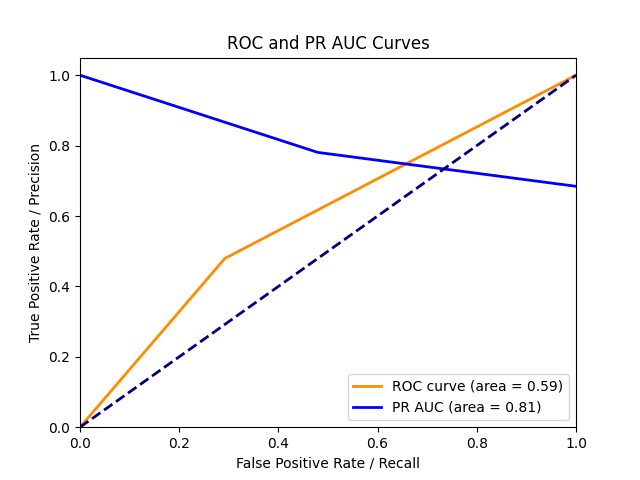 ROC and PR AUC Curves
True Positive Rate / Precision
1.0
0.8
0.6
0.4
0.2
0.0
ROC curve (area = 0.59)
PR AUC (area = 0.81)
0.0 0.2 0.4 0.6 0.8 1.0
False Positive Rate / Recall